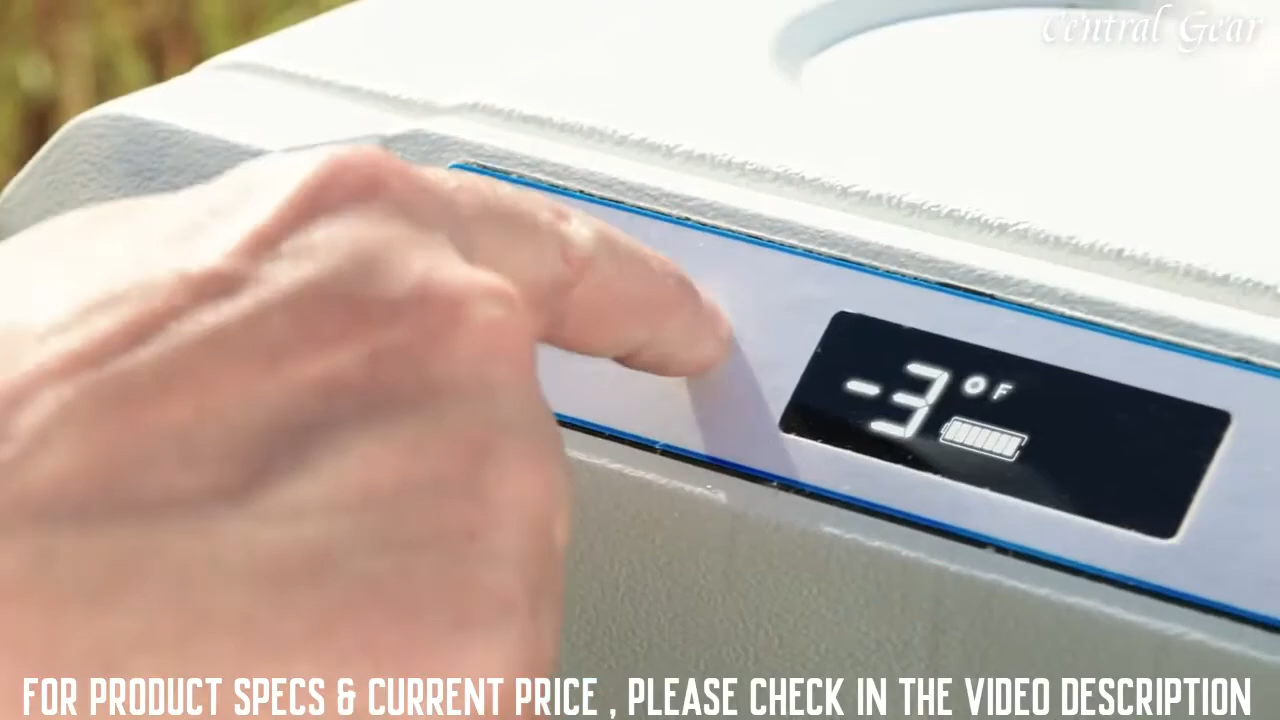 Central Gear
-3 °F
FOR PRODUCT SPECS & CURRENT PRICE , PLEASE CHECK IN THE VIDEO DESCRIPTION